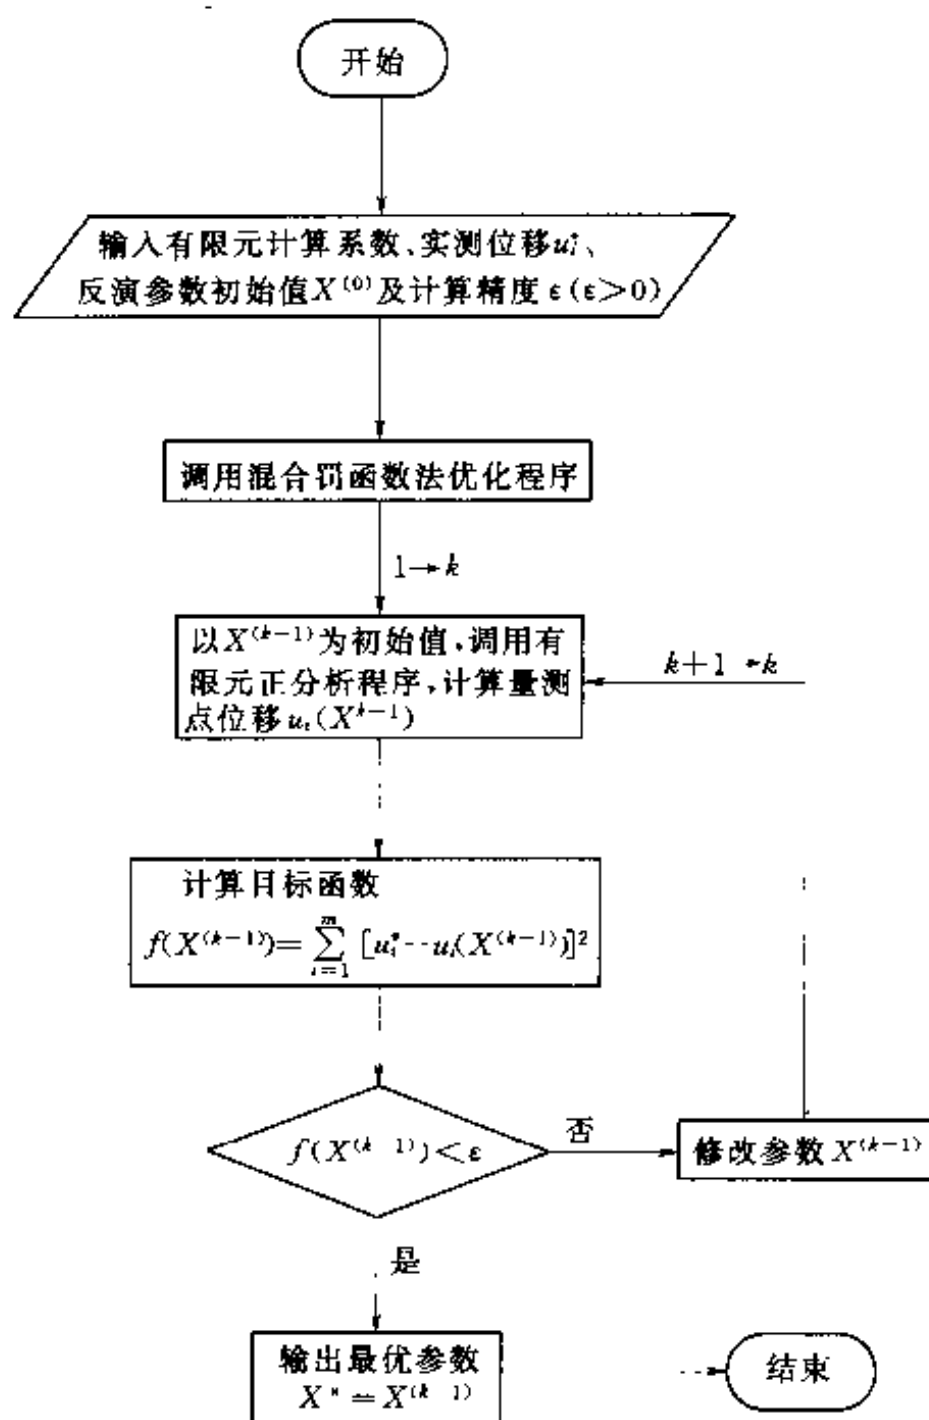 开始
输入有限元计算系数、实测位移u*i、
反演参数初始值X(0)及计算精度ε(ε>0)
调用混合罚函数法优化程序
1→k
以X(k-1)为初始值,调用有
限元正分析程序,计算量测
点位移ui(Xk-1)
k+1→k
计算目标函数
f(X(k-1))=∑mi=1[u*i-ui(X(k-1))]2
f(X(k-1))<ε
否
修改参数X(k-1)
是
输出最优参数
X*=X(k-1)
结束